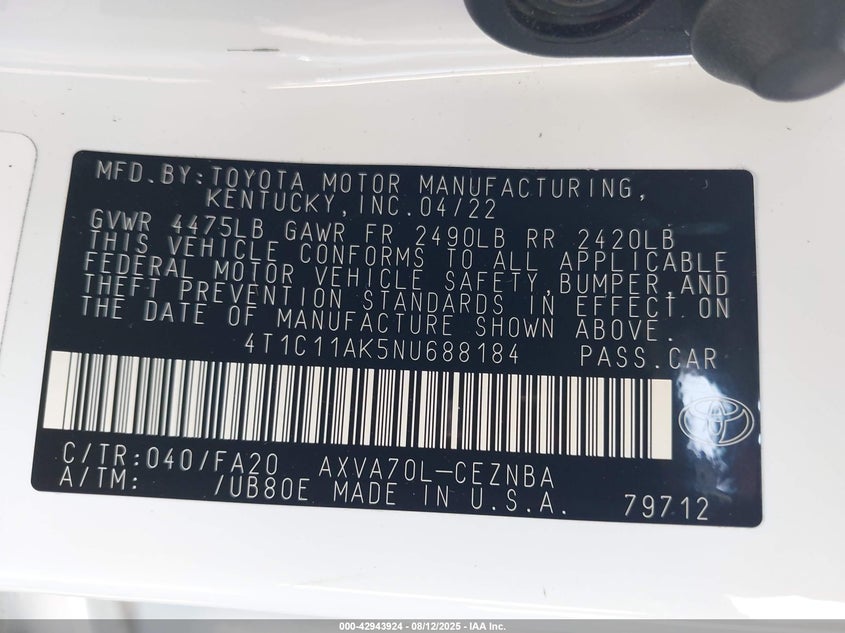 MFD.BY:TOYOTA MOTOR MANUFACTURING,
KENTUCKY,INC.04/22
GVWR 4475LB GAWR FR 2490LB RR 2420LB
THIS VEHICLE CONFORMS TO ALL APPLICABLE
FEDERAL MOTOR VEHICLE SAFETY,BUMPER,AND
THEFT PREVENTION STANDARDS IN EFFECT ON
THE DATE OF MANUFACTURE SHOWN ABOVE.
4T1C11AK5NU688184 PASS.CAR
C/TR:040/FA20 AXVA70L-CEZNBA
A/TM: /UB80E MADE IN U.S.A. 79712
000-42943924 - 08/12/2025 - IAA Inc.